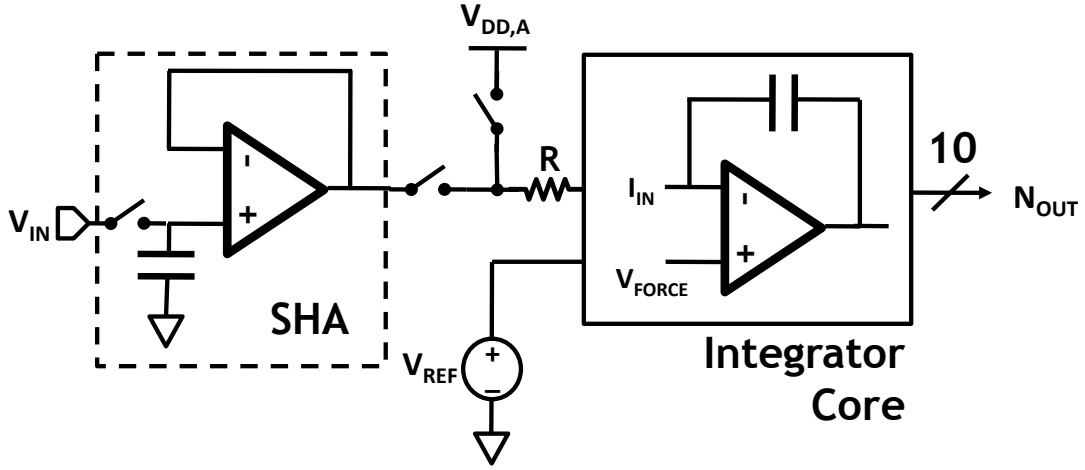 V_DD,A
10
R
-
I_IN
N_OUT
V_IN
+
-
+
V_FORCE
SHA
V_REF
+
−
Integrator
Core